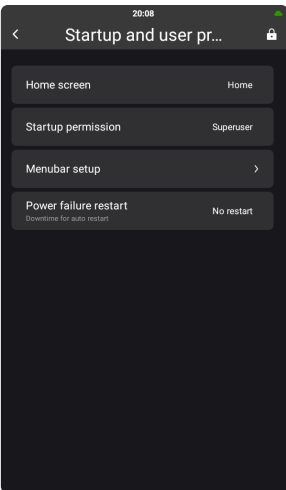 20:08
Startup and user pr...
Home screen Home
Startup permission Superuser
Menubar setup
Power failure restart
Downtime for auto restart
No restart